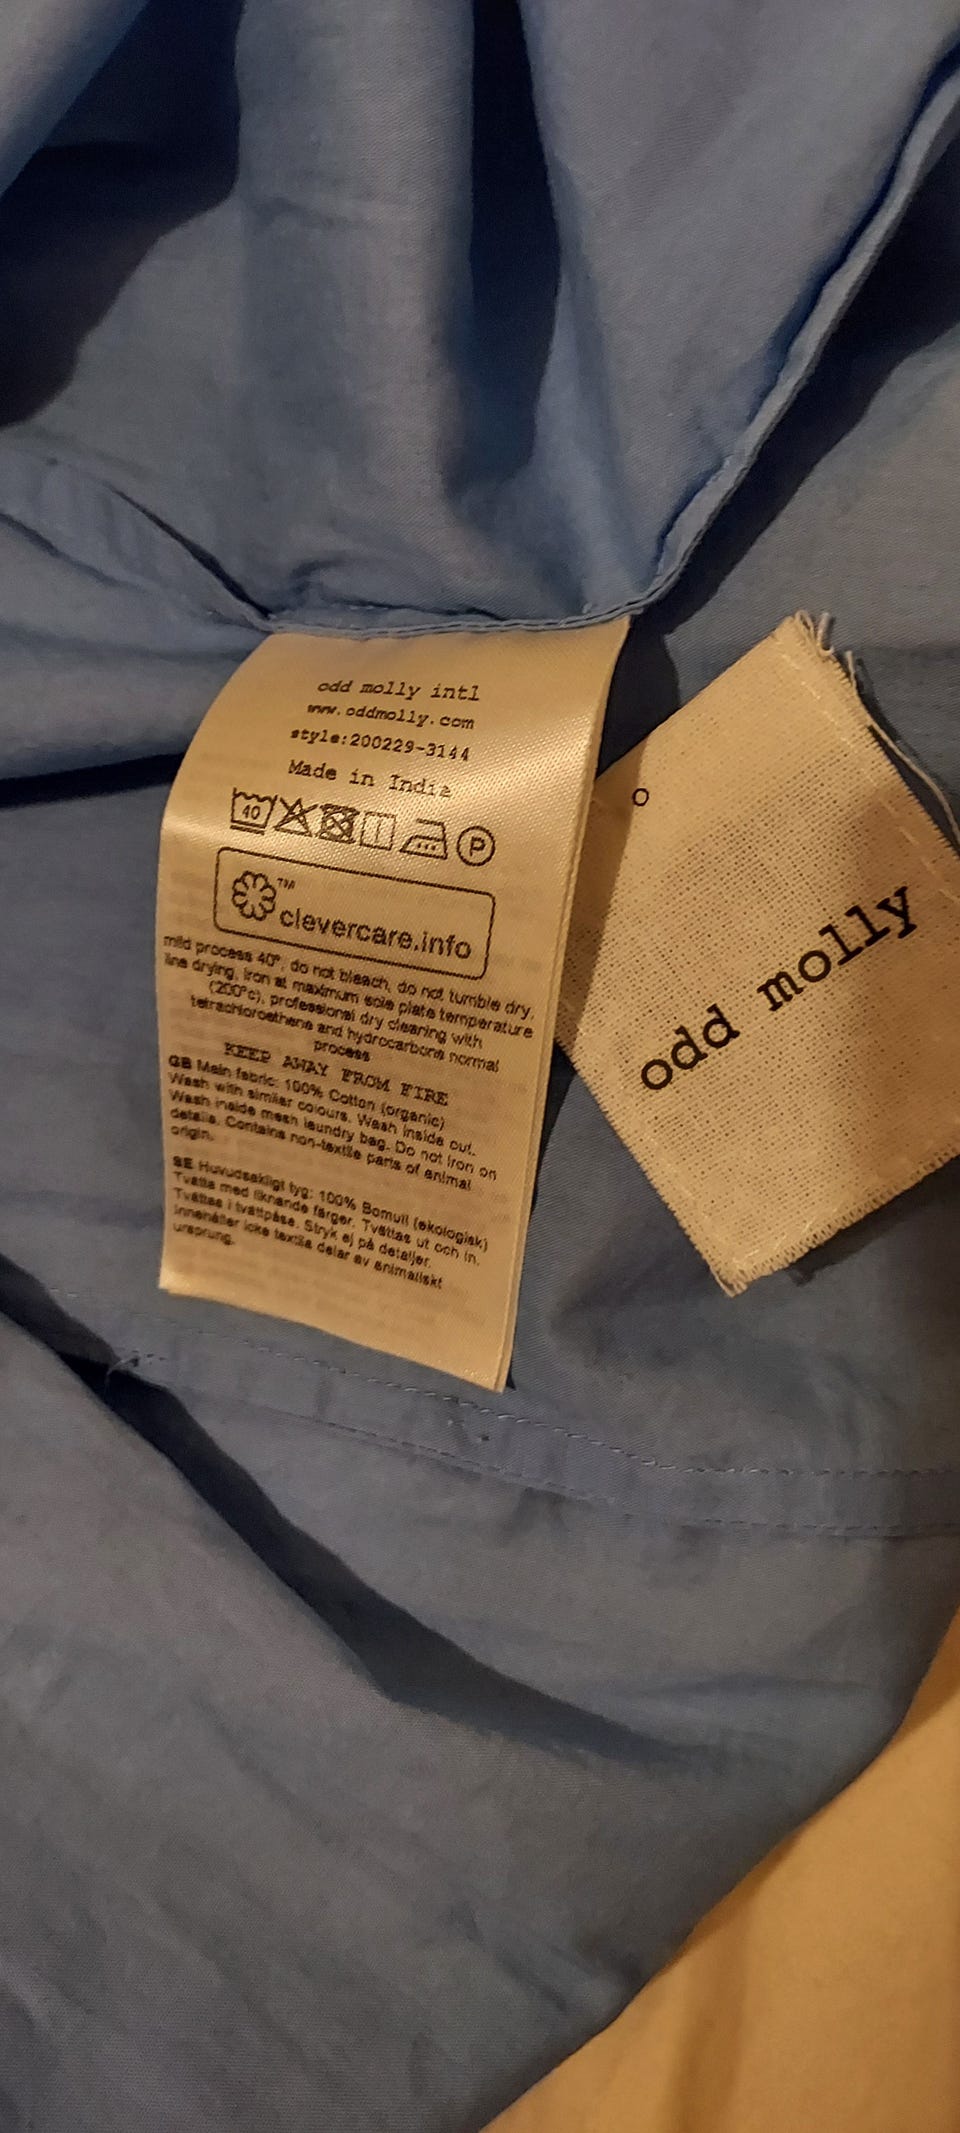 odd molly intl
www.oddmolly.com
style:200229-3144
Made in India
40
P
™
clevercare.info
mild process 40°, do not bleach, do not tumble dry,
line drying, iron at maximum sole plate temperature
(200°c), professional dry cleaning with
tetrachloroethene and hydrocarbons normal
process
KEEP AWAY FROM FIRE
GB Main fabric: 100% Cotton (organic)
Wash with similar colours. Wash inside out.
Wash inside mesh laundry bag. Do not iron on
details. Contains non-textile parts of animal
origin.
SE Huvudsakligt tyg: 100% Bomull (ekologisk)
Tvätta med liknande färger. Tvättas ut och in.
Tvättas i tvättpåse. Stryk ej på detaljer.
Innehåller icke textila delar av animaliskt
ursprung.
0
odd molly